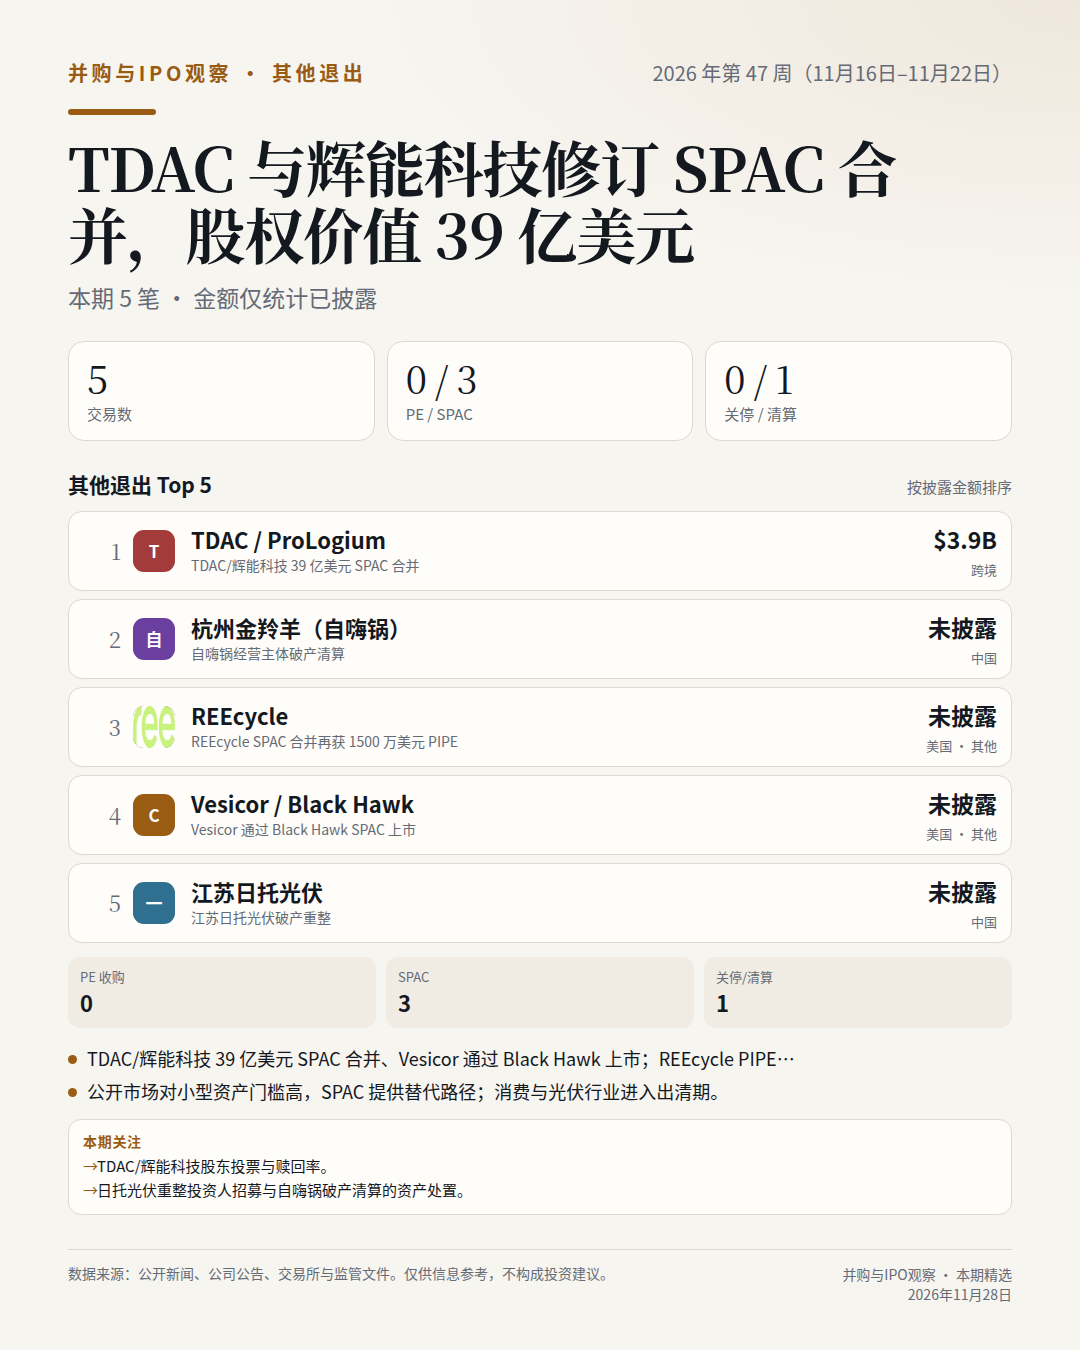 并购与IPO观察 · 其他退出
2026 年第 47 周（11月16日–11月22日）
TDAC 与辉能科技修订 SPAC 合
并，股权价值 39 亿美元
本期 5 笔 · 金额仅统计已披露
5
交易数
0 / 3
PE / SPAC
0 / 1
关停 / 清算
其他退出 Top 5
按披露金额排序
1
T
TDAC / ProLogium
TDAC/辉能科技 39 亿美元 SPAC 合并
$3.9B
跨境
2
自
杭州金羚羊（自嗨锅）
自嗨锅经营主体破产清算
未披露
中国
3
ree
REEcycle
REEcycle SPAC 合并再获 1500 万美元 PIPE
未披露
美国 · 其他
4
C
Vesicor / Black Hawk
Vesicor 通过 Black Hawk SPAC 上市
未披露
美国 · 其他
5
一
江苏日托光伏
江苏日托光伏破产重整
未披露
中国
PE 收购
0
SPAC
3
关停/清算
1
TDAC/辉能科技 39 亿美元 SPAC 合并、Vesicor 通过 Black Hawk 上市；REEcycle PIPE…
公开市场对小型资产门槛高，SPAC 提供替代路径；消费与光伏行业进入出清期。
本期关注
→TDAC/辉能科技股东投票与赎回率。
→日托光伏重整投资人招募与自嗨锅破产清算的资产处置。
数据来源：公开新闻、公司公告、交易所与监管文件。仅供信息参考，不构成投资建议。
并购与IPO观察 · 本期精选
2026年11月28日